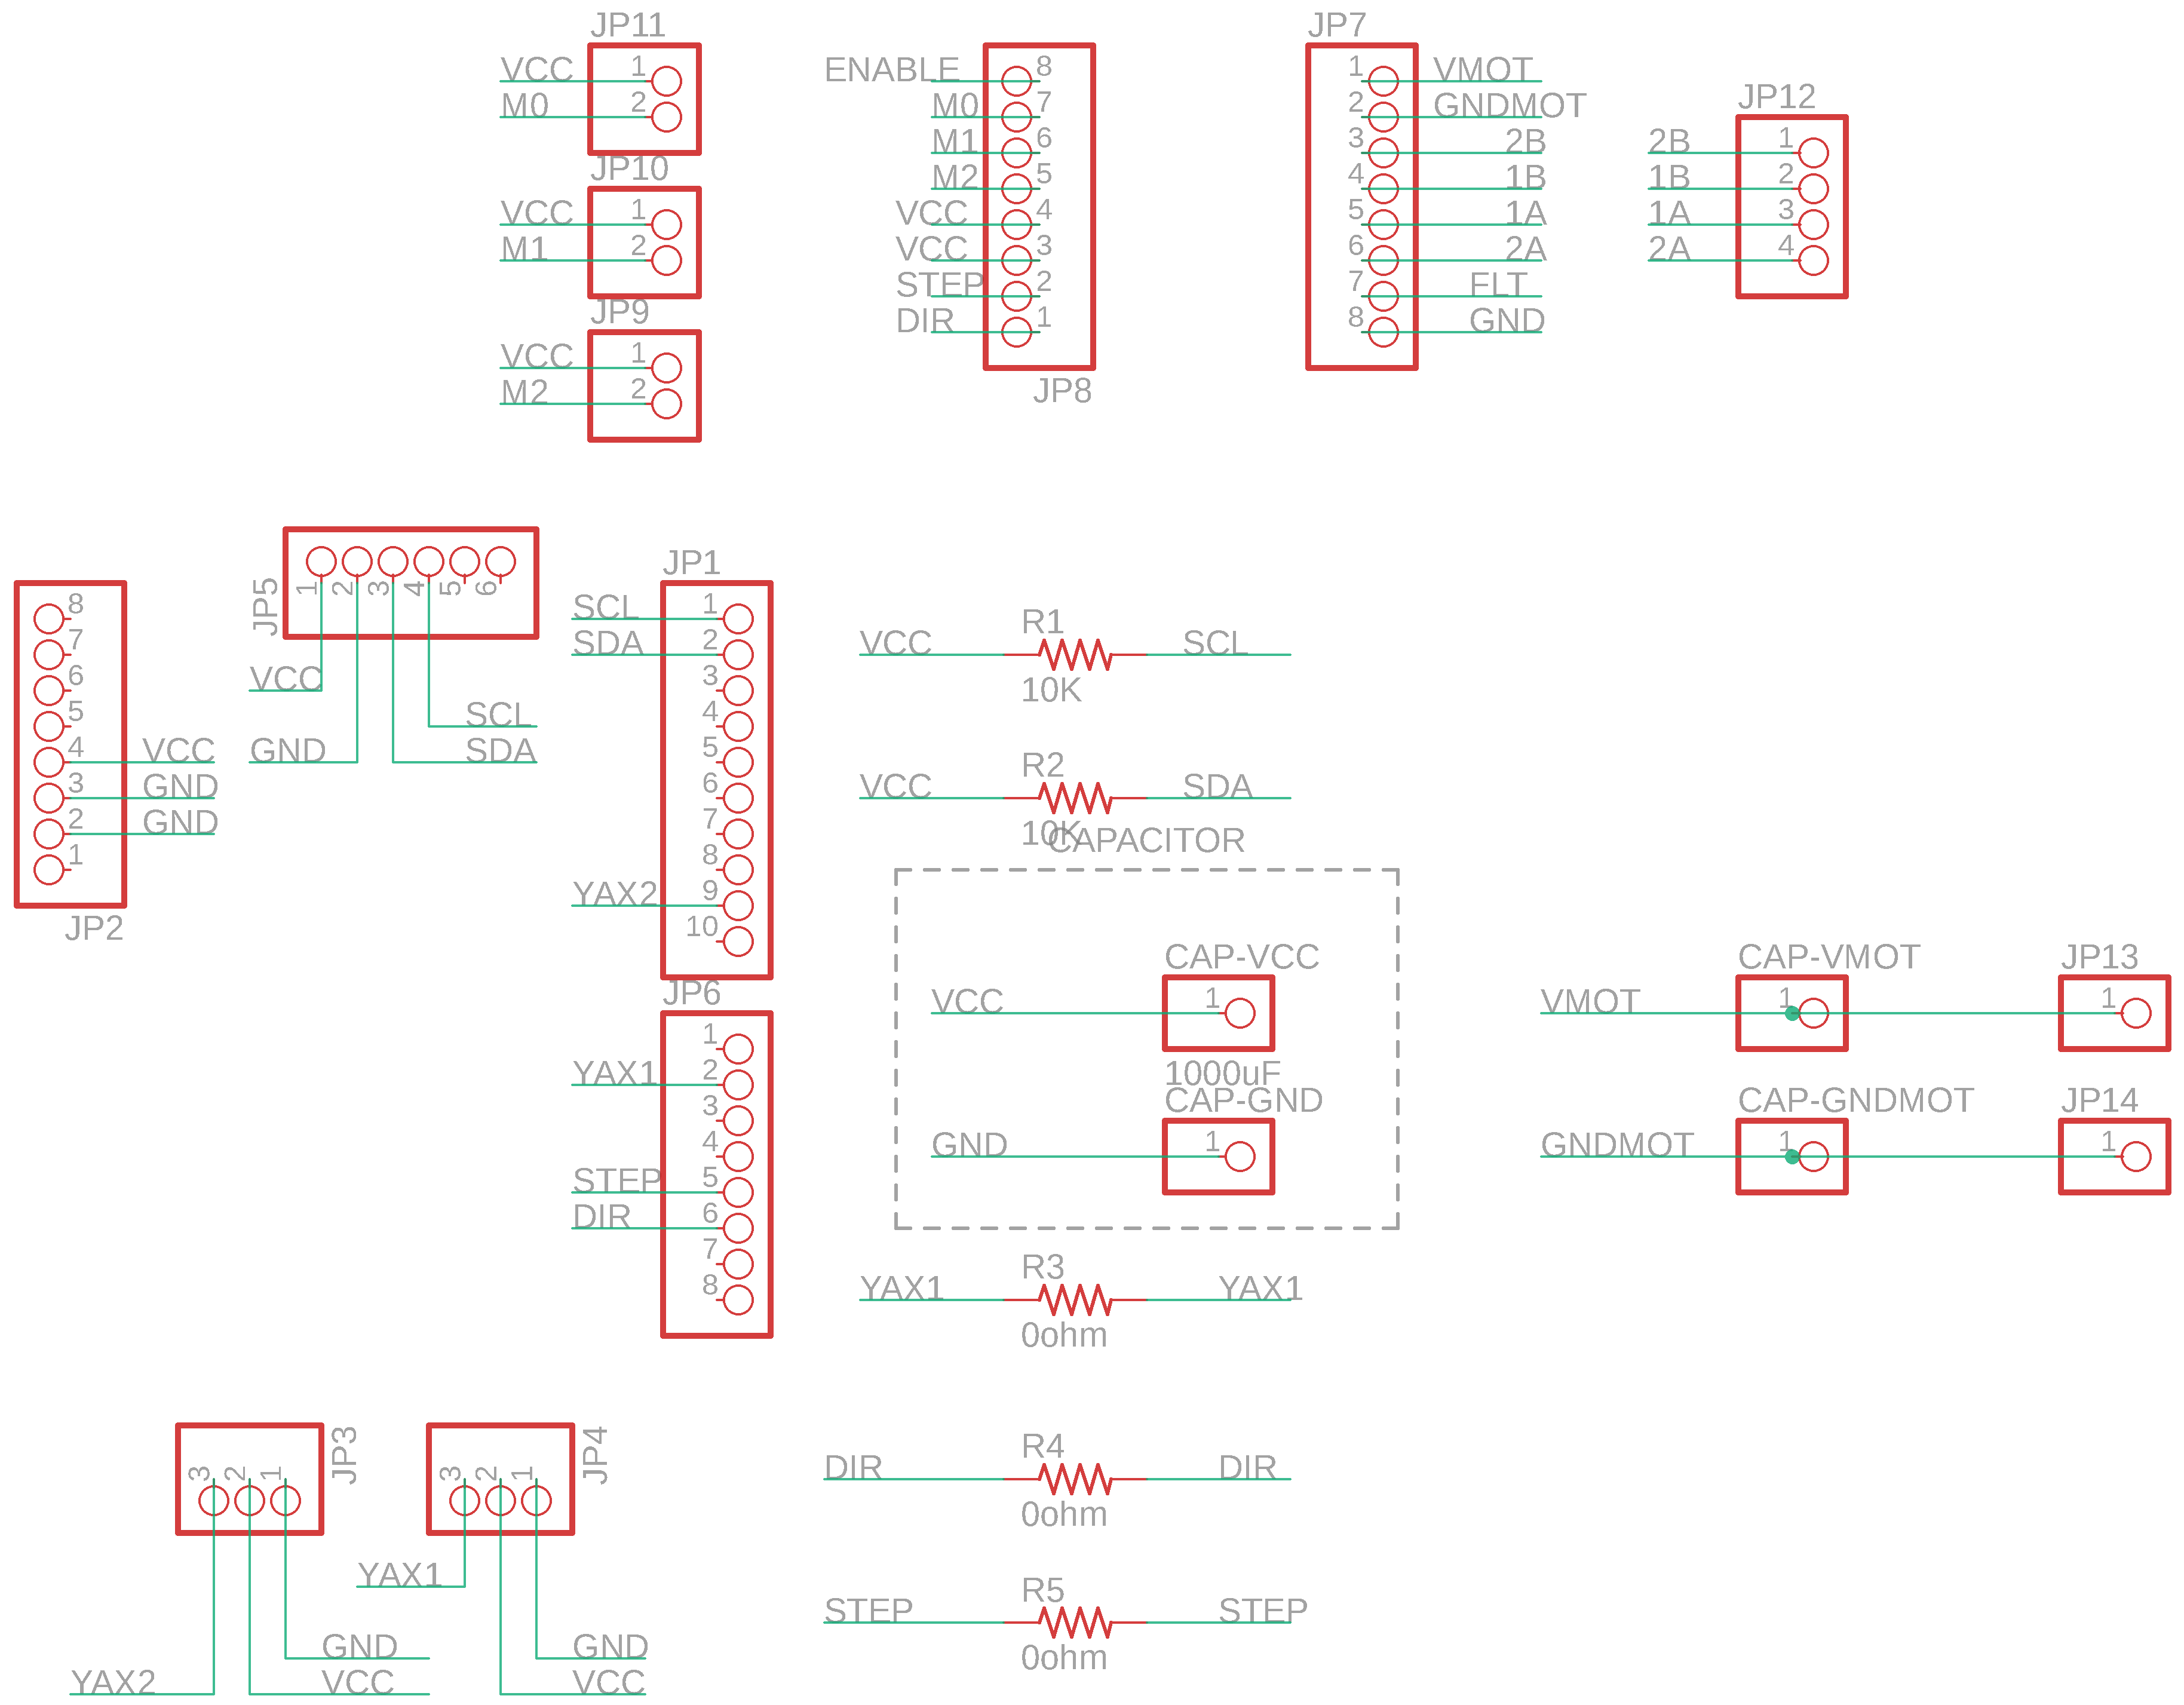 JP11
VCC 1
M0 2
JP10
VCC 1
M1 2
JP9
VCC 1
M2 2
ENABLE 8
M0 7
M1 6
M2 5
VCC 4
VCC 3
STEP 2
DIR 1
JP8
JP7
1 VMOT
2 GNDMOT
3 2B
4 1B
5 1A
6 2A
7 FLT
8 GND
JP12
2B 1
1B 2
1A 3
2A 4
JP5
1 2 3 4 5 6
VCC
SCL
GND SDA
8
7
6
5
4 VCC
3 GND
2 GND
1
JP2
JP1
SCL 1
SDA 2
3
4
5
6
7
8
YAX2 9
10
JP6
1
YAX1 2
3
4
STEP 5
DIR 6
7
8
R1
VCC SCL
10K
R2
VCC SDA
10K
CAPACITOR
CAP-VCC
VCC 1
1000uF
CAP-GND
GND 1
CAP-VMOT JP13
VMOT 1 1
CAP-GNDMOT JP14
GNDMOT 1 1
R3
YAX1 YAX1
0ohm
R4
DIR DIR
0ohm
R5
STEP STEP
0ohm
JP3
3 2 1
GND
YAX2 VCC
JP4
3 2 1
YAX1
GND
VCC